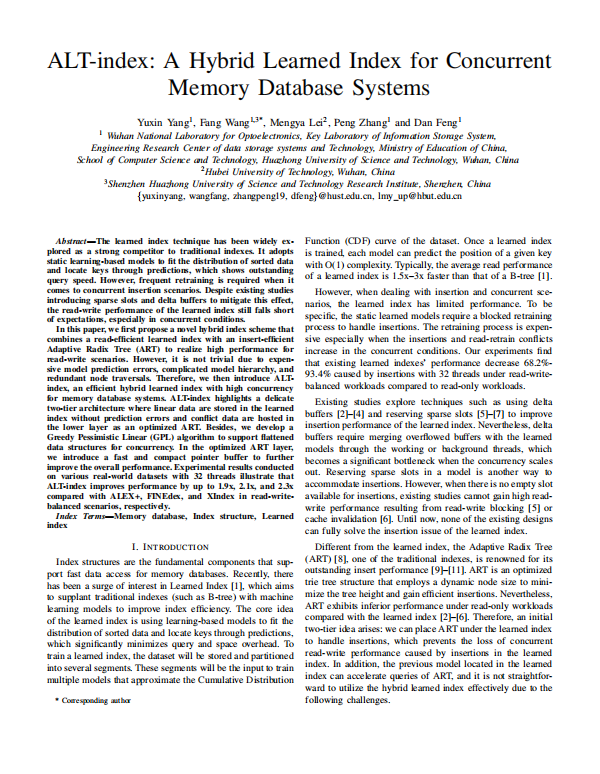 ALT-index: A Hybrid Learned Index for Concurrent
Memory Database Systems
Yuxin Yang¹, Fang Wang¹,³*, Mengya Lei², Peng Zhang¹ and Dan Feng¹
¹ Wuhan National Laboratory for Optoelectronics, Key Laboratory of Information Storage System,
Engineering Research Center of data storage systems and Technology, Ministry of Education of China,
School of Computer Science and Technology, Huazhong University of Science and Technology, Wuhan, China
²Hubei University of Technology, Wuhan, China
³Shenzhen Huazhong University of Science and Technology Research Institute, Shenzhen, China
{yuxinyang, wangfang, zhangpeng19, dfeng}@hust.edu.cn, lmy_up@hbut.edu.cn
Abstract—The learned index technique has been widely ex-
plored as a strong competitor to traditional indexes. It adopts
static learning-based models to fit the distribution of sorted data
and locate keys through predictions, which shows outstanding
query speed. However, frequent retraining is required when it
comes to concurrent insertion scenarios. Despite existing studies
introducing sparse slots and delta buffers to mitigate this effect,
the read-write performance of the learned index still falls short
of expectations, especially in concurrent conditions.
In this paper, we first propose a novel hybrid index scheme that
combines a read-efficient learned index with an insert-efficient
Adaptive Radix Tree (ART) to realize high performance for
read-write scenarios. However, it is not trivial due to expen-
sive model prediction errors, complicated model hierarchy, and
redundant node traversals. Therefore, we then introduce ALT-
index, an efficient hybrid learned index with high concurrency
for memory database systems. ALT-index highlights a delicate
two-tier architecture where linear data are stored in the learned
index without prediction errors and conflict data are hosted in
the lower layer as an optimized ART. Besides, we develop a
Greedy Pessimistic Linear (GPL) algorithm to support flattened
data structures for concurrency. In the optimized ART layer,
we introduce a fast and compact pointer buffer to further
improve the overall performance. Experimental results conducted
on various real-world datasets with 32 threads illustrate that
ALT-index improves performance by up to 1.9x, 2.1x, and 2.3x
compared with ALEX+, FINEdex, and XIndex in read-write-
balanced scenarios, respectively.
Index Terms—Memory database, Index structure, Learned
index
I. INTRODUCTION
Index structures are the fundamental components that sup-
port fast data access for memory databases. Recently, there
has been a surge of interest in Learned Index [1], which aims
to supplant traditional indexes (such as B-tree) with machine
learning models to improve index efficiency. The core idea
of the learned index is using learning-based models to fit the
distribution of sorted data and locate keys through predictions,
which significantly minimizes query and space overhead. To
train a learned index, the dataset will be stored and partitioned
into several segments. These segments will be the input to train
multiple models that approximate the Cumulative Distribution
* Corresponding author
Function (CDF) curve of the dataset. Once a learned index
is trained, each model can predict the position of a given key
with O(1) complexity. Typically, the average read performance
of a learned index is 1.5x–3x faster than that of a B-tree [1].
However, when dealing with insertion and concurrent sce-
narios, the learned index has limited performance. To be
specific, the static learned models require a blocked retraining
process to handle insertions. The retraining process is expen-
sive especially when the insertions and read-retrain conflicts
increase in the concurrent conditions. Our experiments find
that existing learned indexes' performance decrease 68.2%-
93.4% caused by insertions with 32 threads under read-write-
balanced workloads compared to read-only workloads.
Existing studies explore techniques such as using delta
buffers [2]–[4] and reserving sparse slots [5]–[7] to improve
insertion performance of the learned index. Nevertheless, delta
buffers require merging overflowed buffers with the learned
models through the working or background threads, which
becomes a significant bottleneck when the concurrency scales
out. Reserving sparse slots in a model is another way to
accommodate insertions. However, when there is no empty slot
available for insertions, existing studies cannot gain high read-
write performance resulting from read-write blocking [5] or
cache invalidation [6]. Until now, none of the existing designs
can fully solve the insertion issue of the learned index.
Different from the learned index, the Adaptive Radix Tree
(ART) [8], one of the traditional indexes, is renowned for its
outstanding insert performance [9]–[11]. ART is an optimized
trie tree structure that employs a dynamic node size to mini-
mize the tree height and gain efficient insertions. Nevertheless,
ART exhibits inferior performance under read-only workloads
compared with the learned index [2]–[6]. Therefore, an initial
two-tier idea arises: we can place ART under the learned index
to handle insertions, which prevents the loss of concurrent
read-write performance caused by insertions in the learned
index. In addition, the previous model located in the learned
index can accelerate queries of ART, and it is not straightfor-
ward to utilize the hybrid learned index effectively due to the
following challenges.